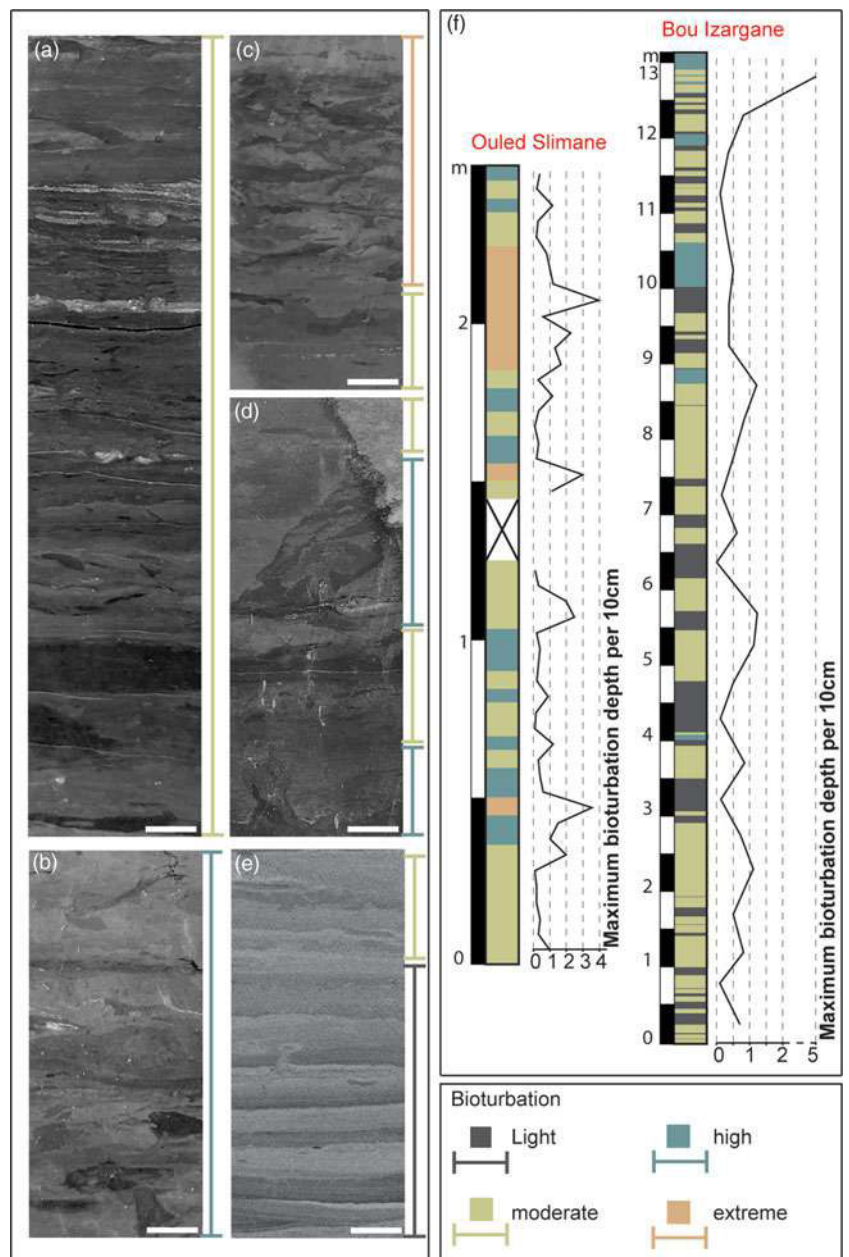 (a)
(b)
(c)
(d)
(e)
(f)
Ouled Slimane
m
2
1
0
0 1 2 3 4
Maximum bioturbation depth per 10cm
Bou Izargane
m
13
12
11
10
9
8
7
6
5
4
3
2
1
0
0 1 2 5
Maximum bioturbation depth per 10cm
Bioturbation
Light
high
moderate
extreme